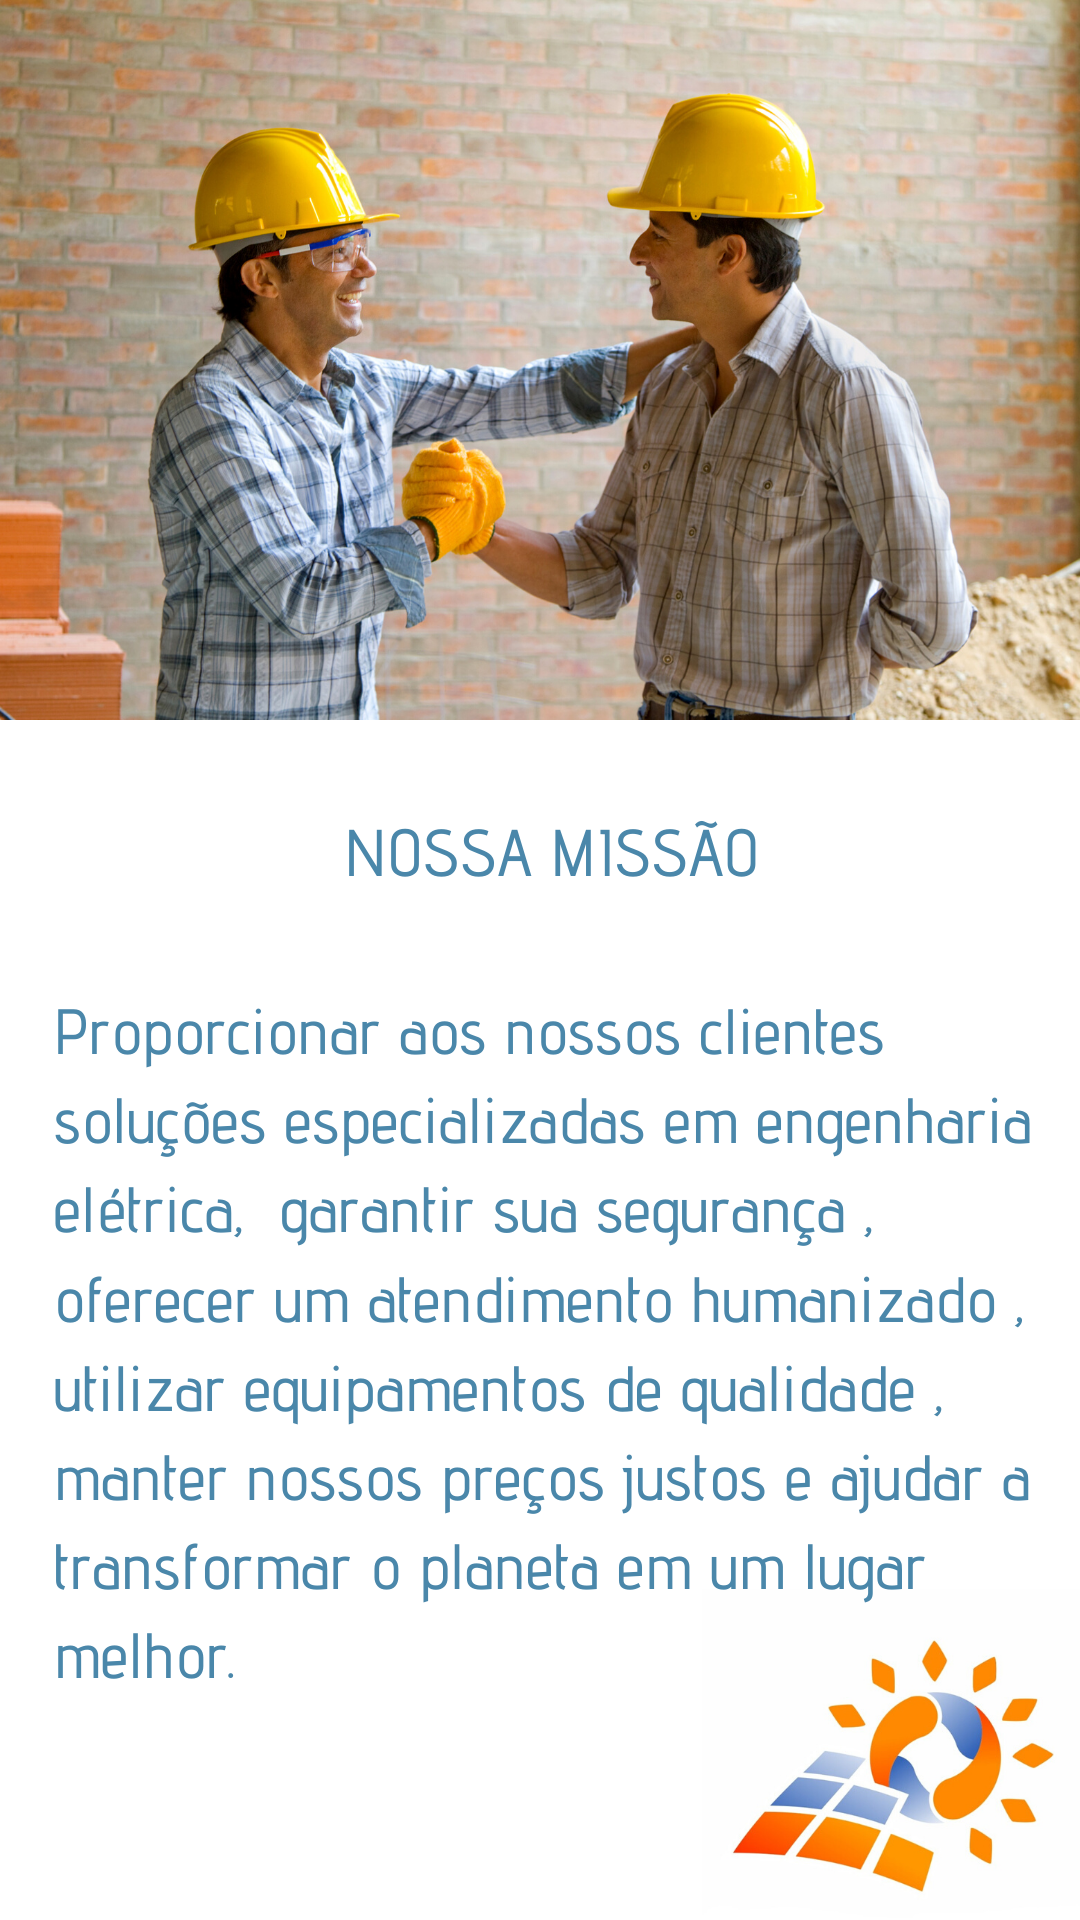 NOSSA MISSÃO
Proporcionar aos nossos clientes
soluções especializadas em engenharia
elétrica,  garantir sua segurança ,
oferecer um atendimento humanizado ,
utilizar equipamentos de qualidade ,
manter nossos preços justos e ajudar a
transformar o planeta em um lugar
melhor.